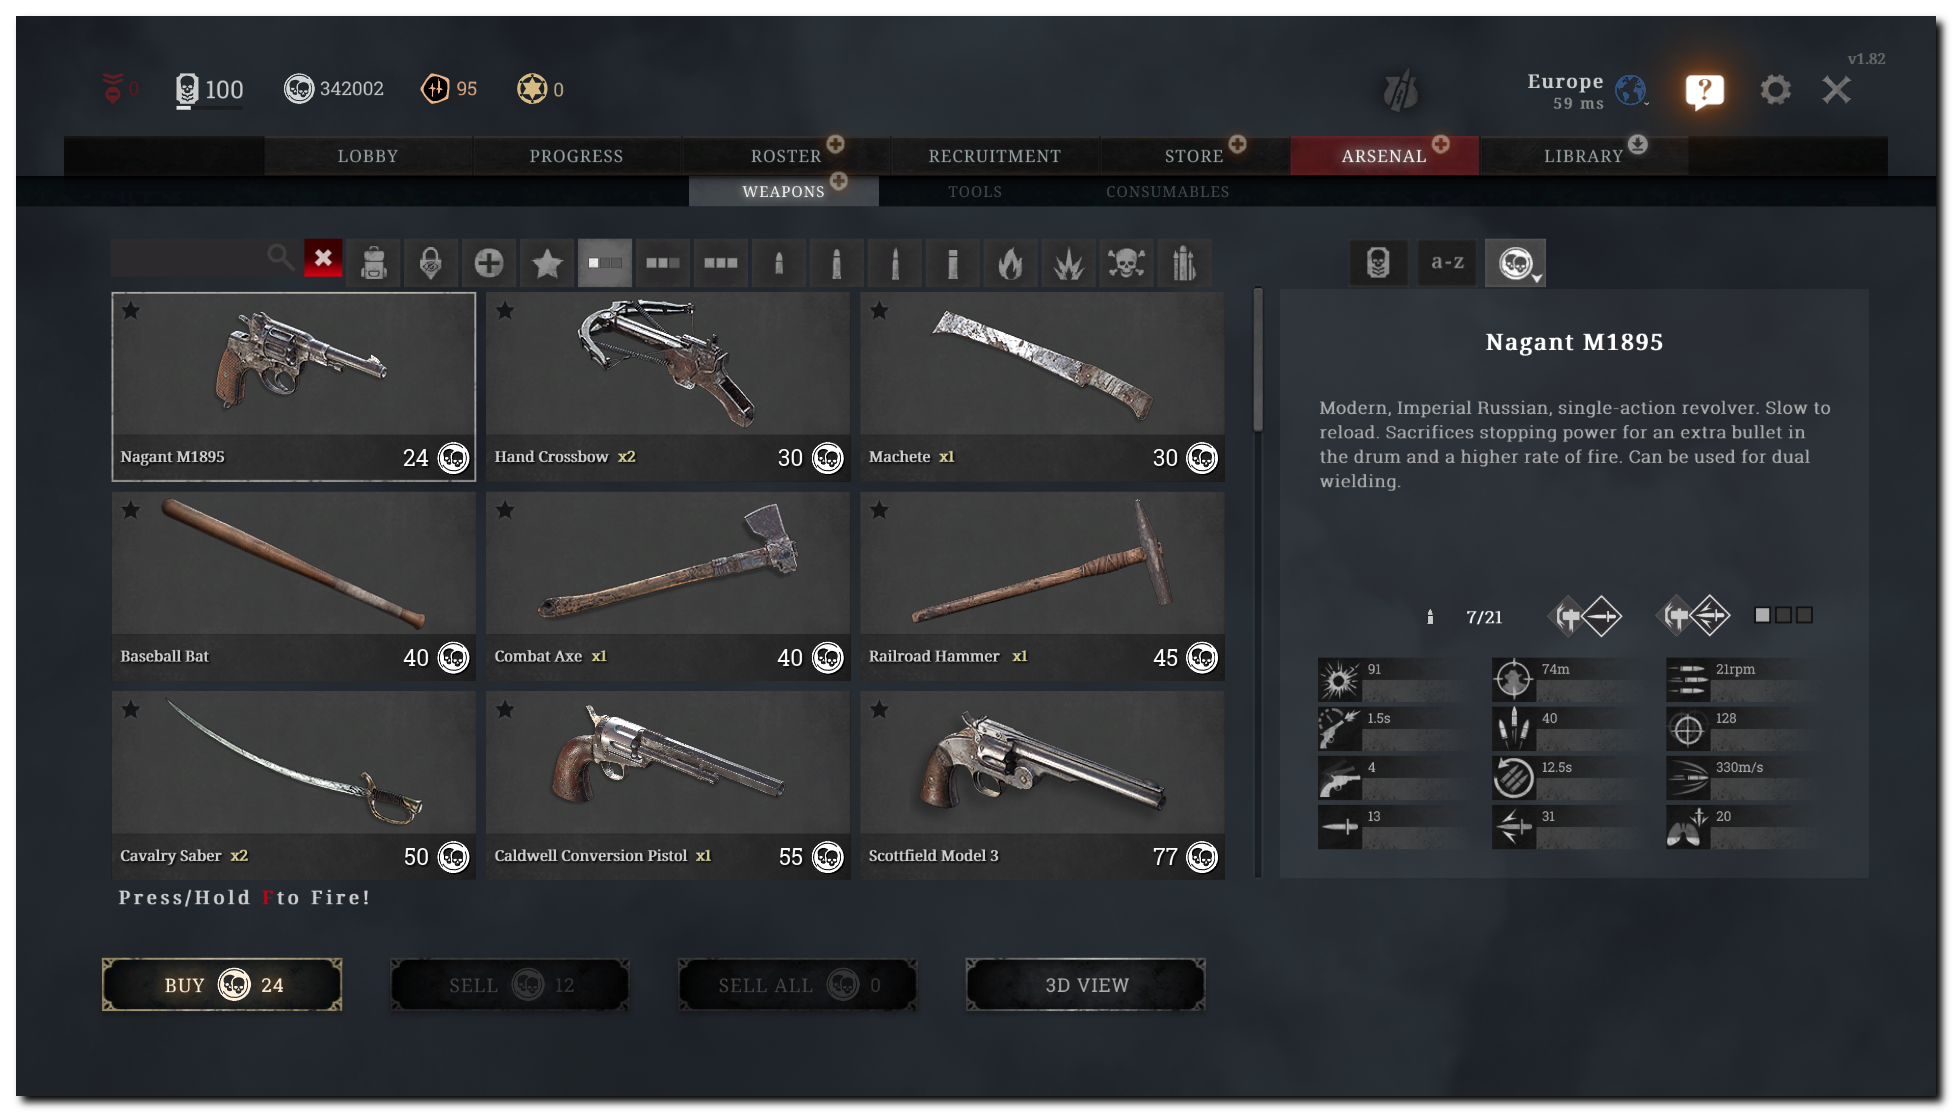 v1.82
0
100
342002
95
0
Europe
59 ms
?
LOBBY
PROGRESS
ROSTER
RECRUITMENT
STORE
ARSENAL
LIBRARY
WEAPONS
TOOLS
CONSUMABLES
a-z
Nagant M1895
24
Hand Crossbow x2
30
Machete x1
30
Baseball Bat
40
Combat Axe x1
40
Railroad Hammer x1
45
Cavalry Saber x2
50
Caldwell Conversion Pistol x1
55
Scottfield Model 3
77
Press/Hold F to Fire!
BUY 24
SELL 12
SELL ALL 0
3D VIEW
Nagant M1895
Modern, Imperial Russian, single-action revolver. Slow to
reload. Sacrifices stopping power for an extra bullet in
the drum and a higher rate of fire. Can be used for dual
wielding.
7/21
91
74m
21rpm
1.5s
40
128
4
12.5s
330m/s
13
31
20